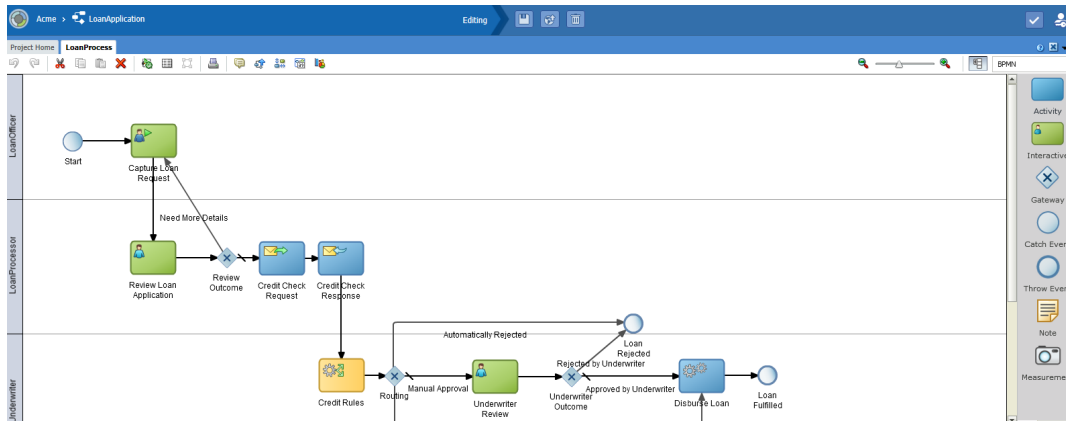 Acme > LoanApplication
Editing
Project Home
LoanProcess
BPMN
LoanOfficer
Start
Capture Loan
Request
Need More Details
LoanProcessor
Review Loan
Application
Review
Outcome
Credit Check
Request
Credit Check
Response
Automatically Rejected
Loan
Rejected
Underwriter
Credit Rules
Routing
Manual Approval
Underwriter
Review
Rejected by Underwriter
Underwriter
Outcome
Approved by Underwriter
Disburse Loan
Loan
Fulfilled
Activity
Interactive
Gateway
Catch Even
Throw Even
Note
Measureme